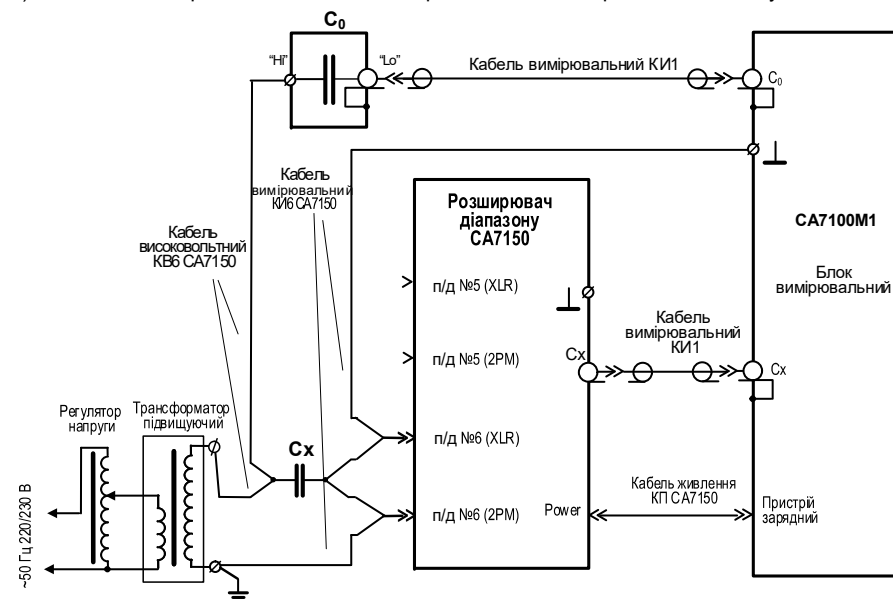 C₀
"Hi"
"Lo"
Кабель вимірювальний КИ1
C₀
Кабель
вимірювальний
КИ6 СА7150
Розширювач
діапазону
СА7150
СА7100М1
Кабель
високовольтний
КВ6 СА7150
Блок
вимірювальний
п/д №5 (XLR)
Кабель
вимірювальний
КИ1
п/д №5 (2РМ)
Cx
Cx
Регулятор
напруги
Трансформатор
підвищуючий
Cx
п/д №6 (XLR)
~50 Гц 220/230 В
п/д №6 (2РМ)
Power
Кабель живлення
КП СА7150
Пристрій
зарядний